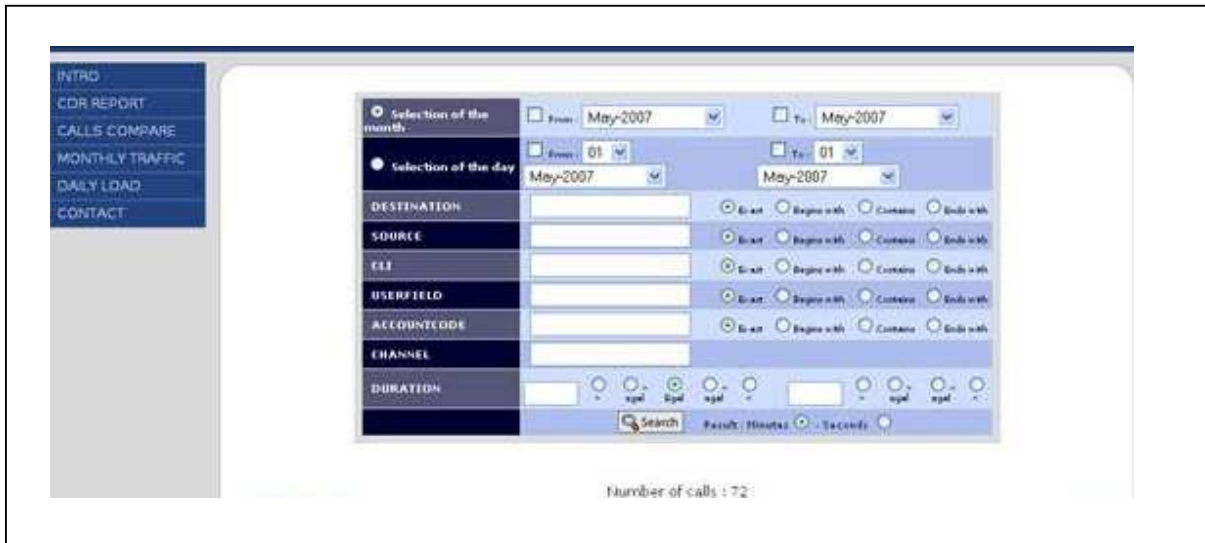 INTRO
CDR REPORT
CALLS COMPARE
MONTHLY TRAFFIC
DAILY LOAD
CONTACT
Selection of the month From : May-2007 To : May-2007
Selection of the day From : 01 May-2007 To : 01 May-2007
DESTINATION Exact Begins with Contains Ends with
SOURCE Exact Begins with Contains Ends with
CLI Exact Begins with Contains Ends with
USERFIELD Exact Begins with Contains Ends with
ACCOUNTCODE Exact Begins with Contains Ends with
CHANNEL
DURATION
Search Result : Minutes - Seconds
Number of calls : 72